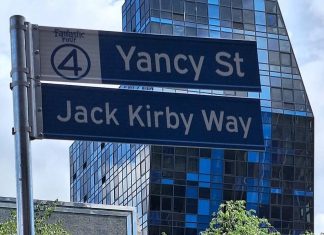 Fantastic
Four
4
Yancy St
Jack Kirby Way